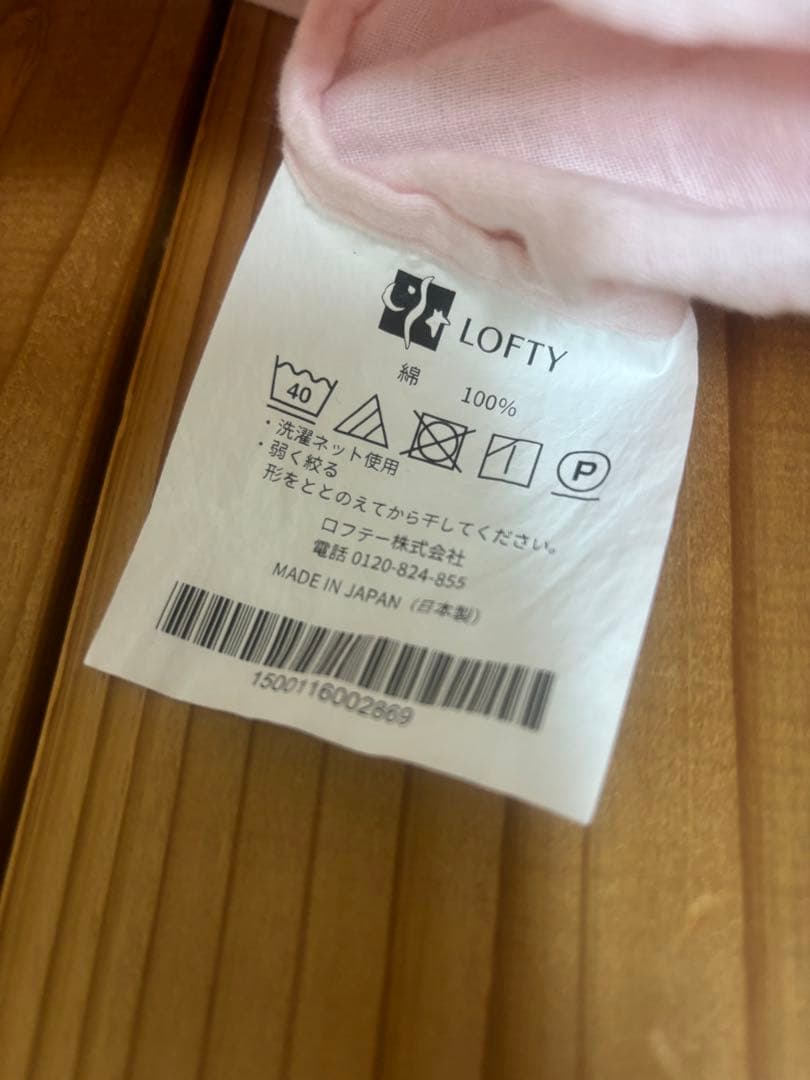 LOFTY
綿 100%
40 P
・洗濯ネット使用
・弱く絞る
形をととのえてから干してください。
ロフテー株式会社
電話 0120-824-855
MADE IN JAPAN（日本製）
1500116002869